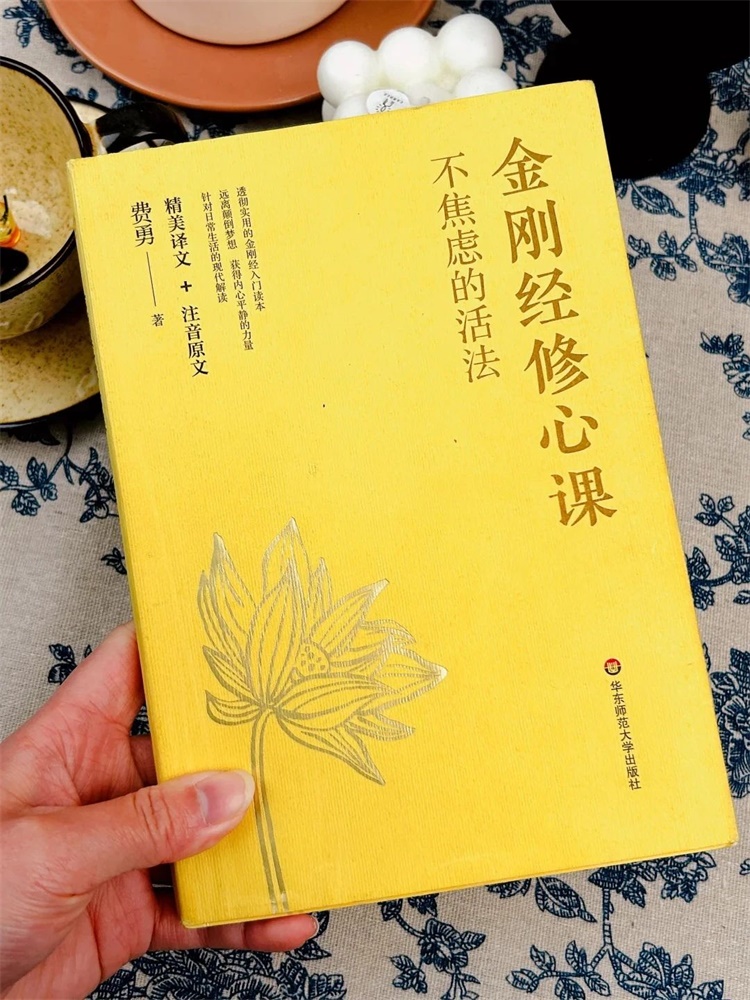 金刚经修心课
不焦虑的活法
透彻实用的金刚经入门读本
远离颠倒梦想 获得内心平静的力量
针对日常生活的现代解读
精美译文 + 注音原文
费勇——著
华东师范大学出版社